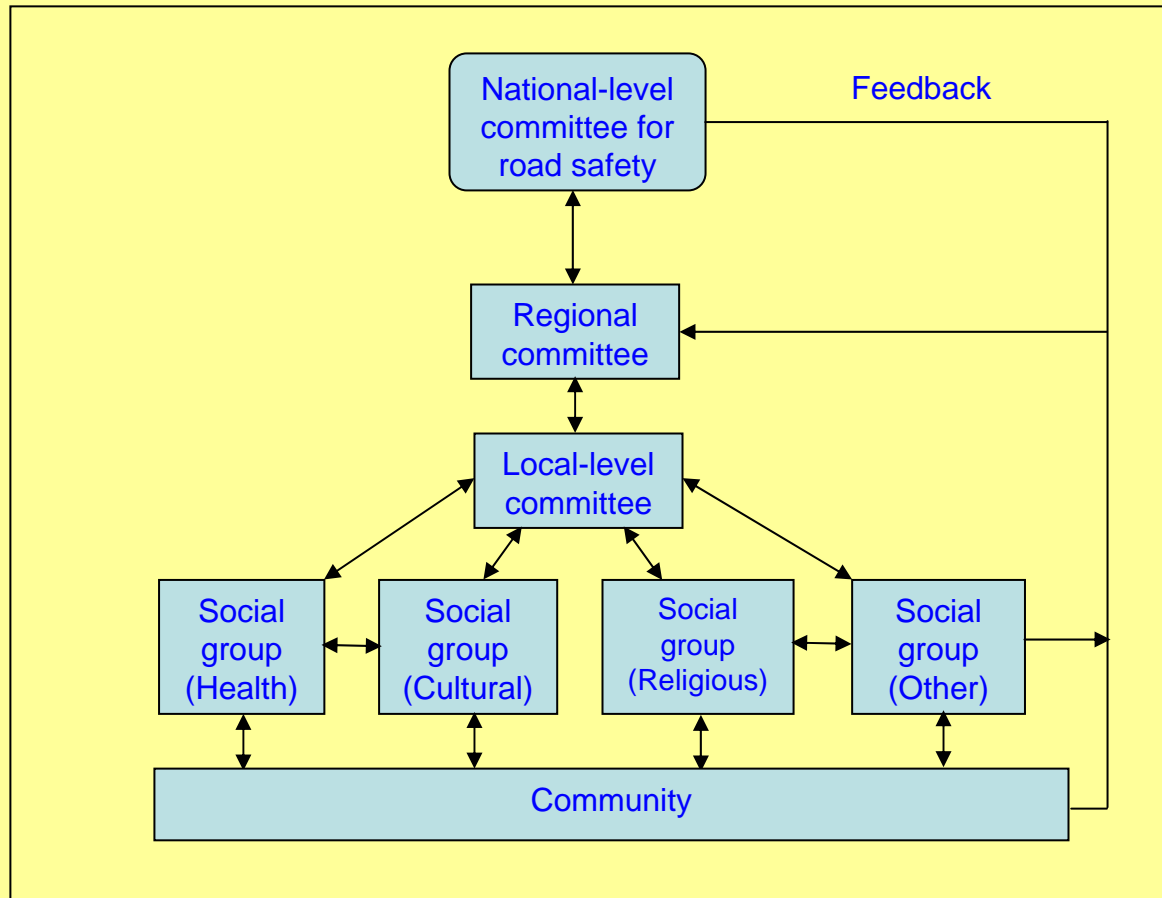 National-level
committee for
road safety
Feedback
Regional
committee
Local-level
committee
Social
group
(Health)
Social
group
(Cultural)
Social
group
(Religious)
Social
group
(Other)
Community